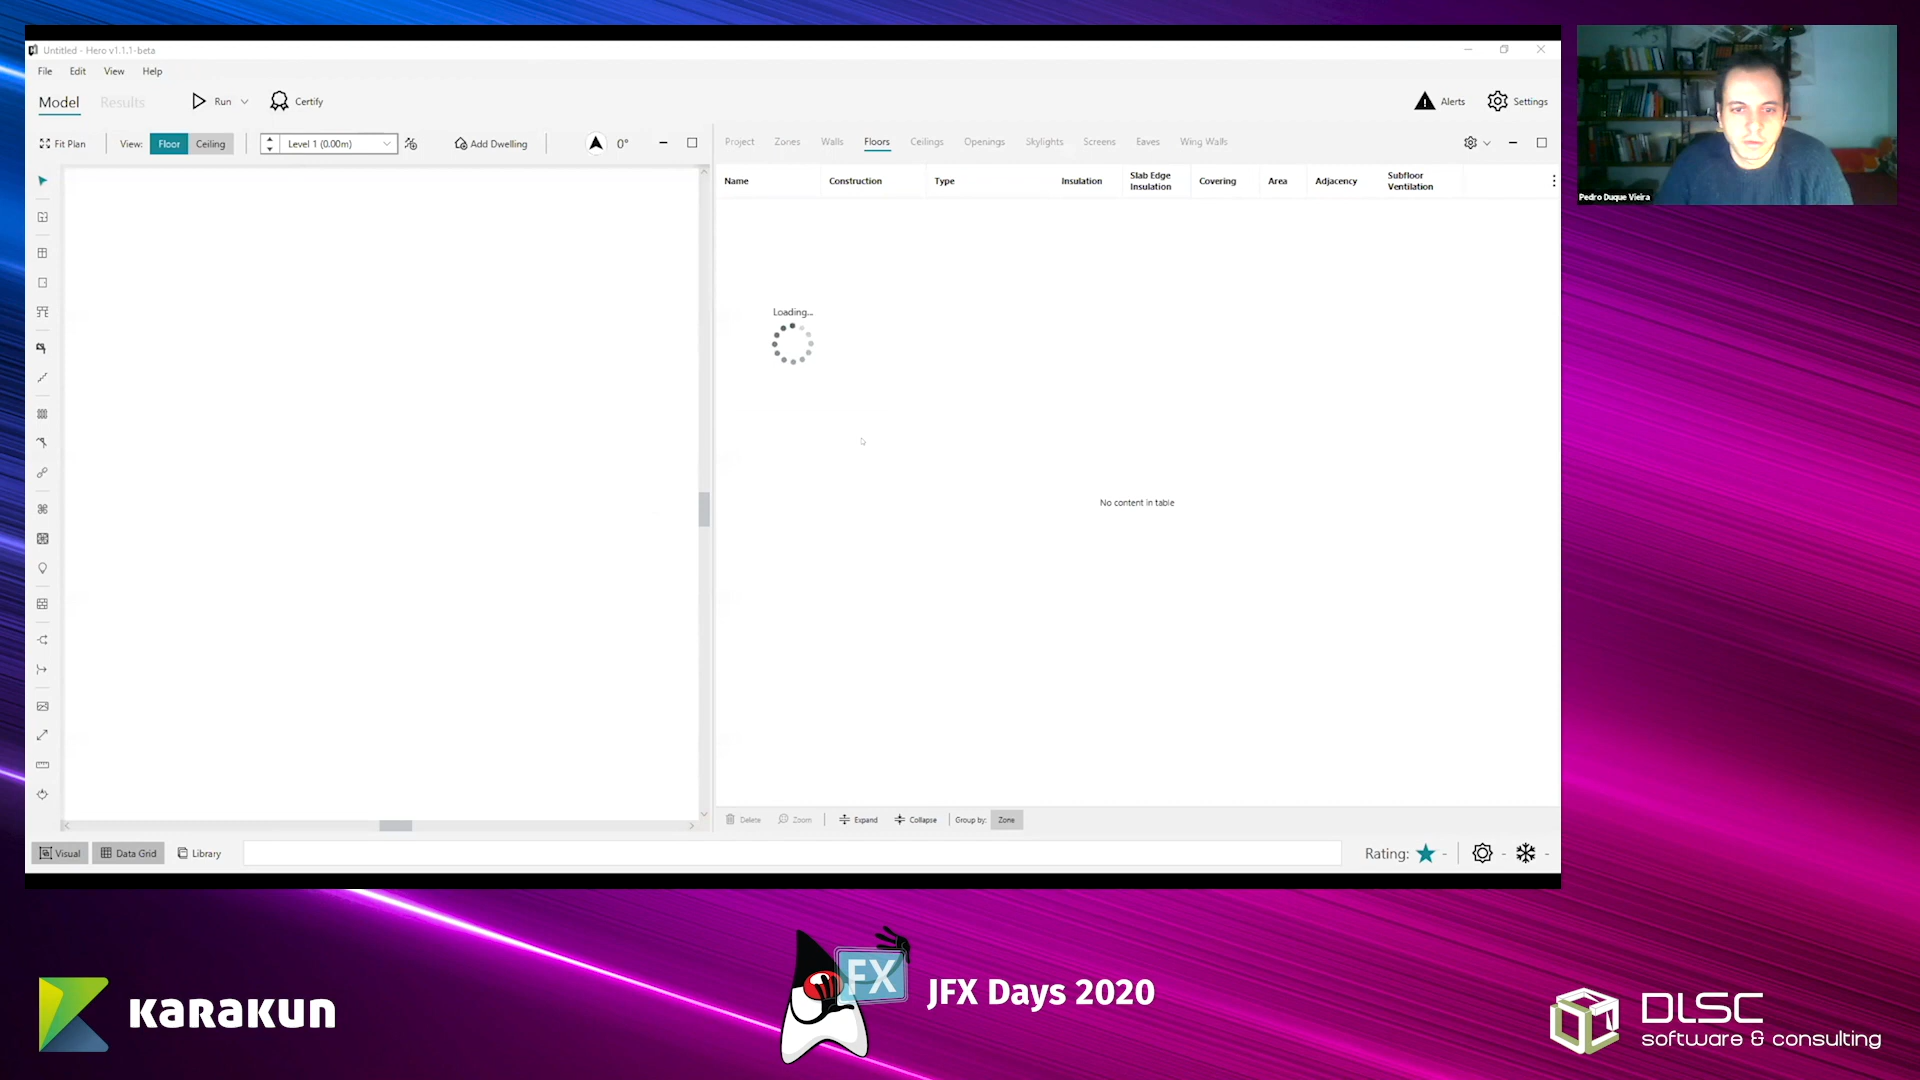 Untitled - Hero v1.1.1-beta
File Edit View Help
Model Results Run Certify Alerts Settings
Fit Plan View: Floor Ceiling Level 1 (0.00m) Add Dwelling 0°
Project Zones Walls Floors Ceilings Openings Skylights Screens Eaves Wing Walls
Name Construction Type Insulation Slab Edge Insulation Covering Area Adjacency Subfloor Ventilation
Loading...
No content in table
Delete Zoom Expand Collapse Group by: Zone
Visual Data Grid Library Rating: - - -
Pedro Duque Vieira
KARAKUN
FX
JFX Days 2020
DLSC
software & consulting